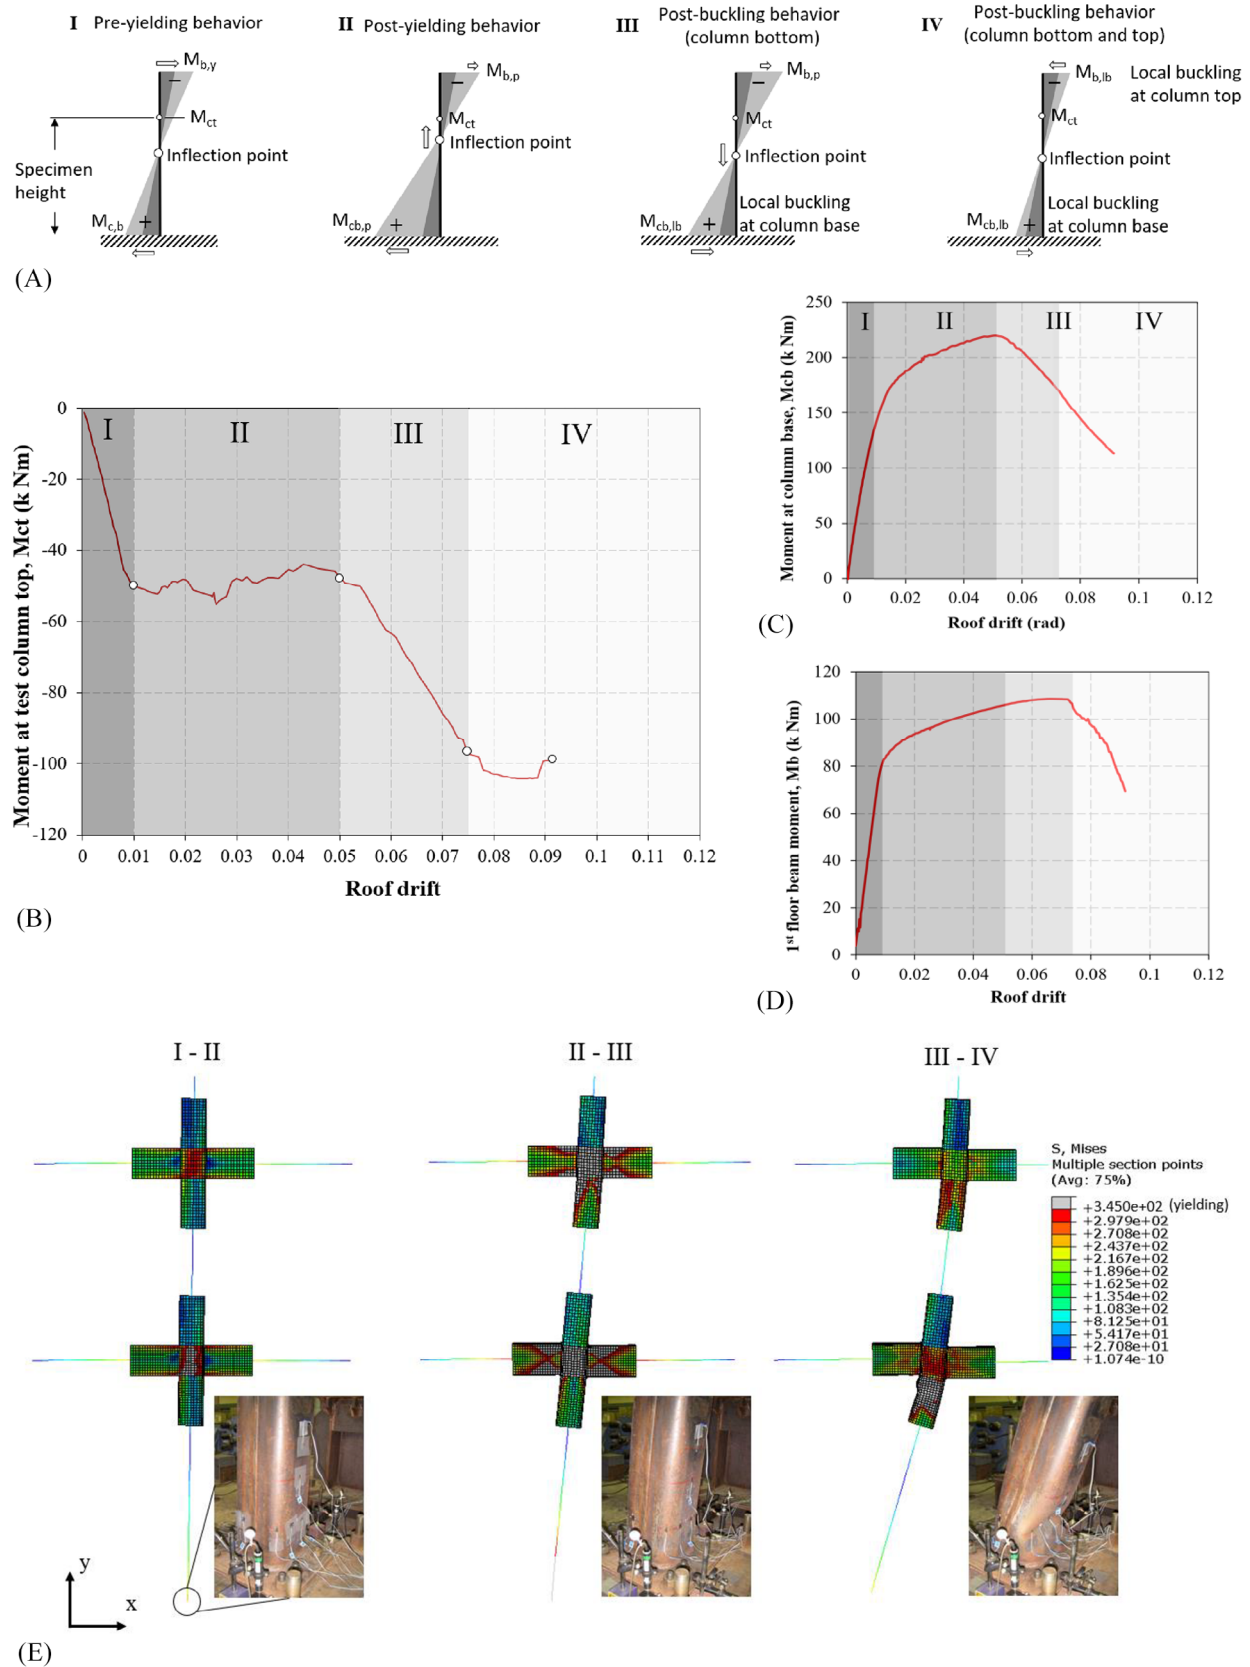 I Pre-yielding behavior
II Post-yielding behavior
III Post-buckling behavior
(column bottom)
IV Post-buckling behavior
(column bottom and top)
Mb,y
−
Mct
Specimen
height
Inflection point
Mc,b
+
Mb,p
−
Mct
Inflection point
Mcb,p
+
Mb,p
−
Mct
Inflection point
Local buckling
at column base
Mcb,lb
+
Mb,lb
−
Local buckling
at column top
Mct
Inflection point
Local buckling
at column base
Mcb,lb
+
(A)
Moment at test column top, Mct (k Nm)
0
-20
-40
-60
-80
-100
-120
I II III IV
0 0.01 0.02 0.03 0.04 0.05 0.06 0.07 0.08 0.09 0.1 0.11 0.12
Roof drift
(B)
Moment at column base, Mcb (k Nm)
250
200
150
100
50
0
I II III IV
0 0.02 0.04 0.06 0.08 0.1 0.12
Roof drift (rad)
(C)
1st floor beam moment, Mb (k Nm)
120
100
80
60
40
20
0
0 0.02 0.04 0.06 0.08 0.1 0.12
Roof drift
(D)
I - II
II - III
III - IV
S, Mises
Multiple section points
(Avg: 75%)
+3.450e+02 (yielding)
+2.979e+02
+2.708e+02
+2.437e+02
+2.167e+02
+1.896e+02
+1.625e+02
+1.354e+02
+1.083e+02
+8.125e+01
+5.417e+01
+2.708e+01
+1.074e-10
y
x
(E)